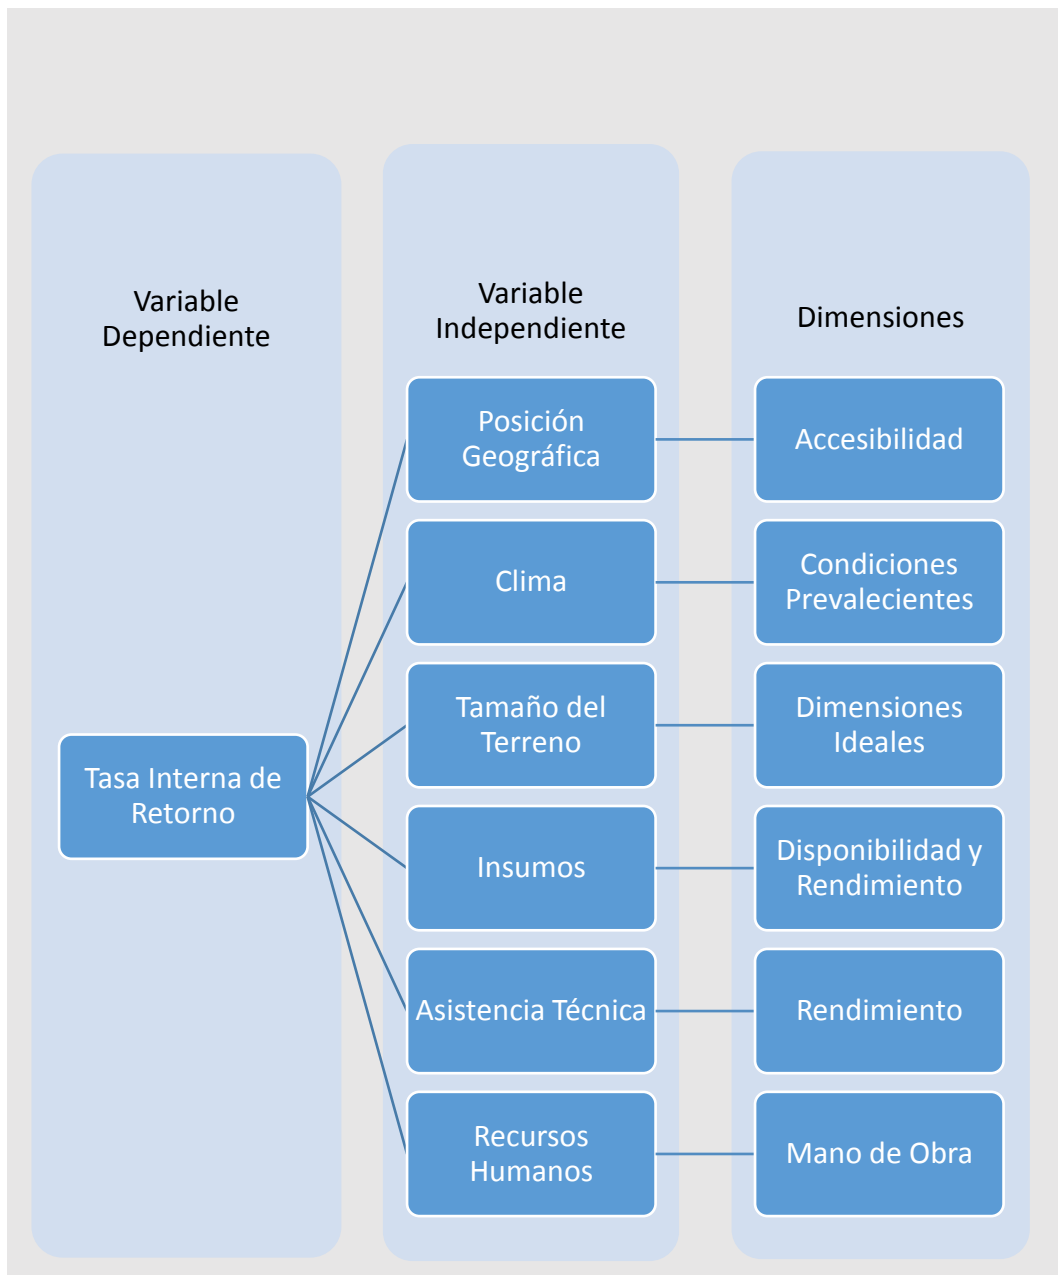 Variable
Dependiente
Variable
Independiente
Dimensiones
Tasa Interna de
Retorno
Posición
Geográfica
Accesibilidad
Clima
Condiciones
Prevalecientes
Tamaño del
Terreno
Dimensiones
Ideales
Insumos
Disponibilidad y
Rendimiento
Asistencia Técnica
Rendimiento
Recursos
Humanos
Mano de Obra